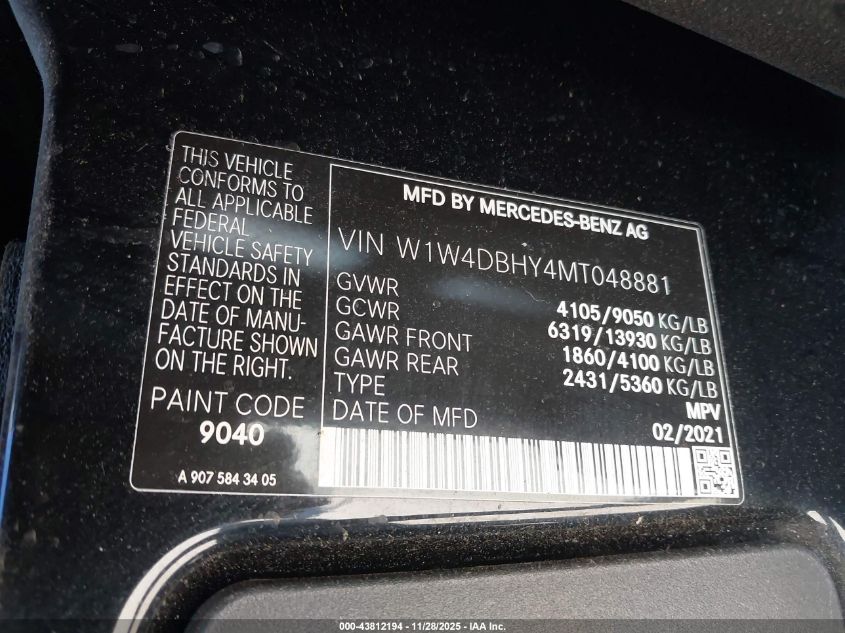 THIS VEHICLE
CONFORMS TO
ALL APPLICABLE
FEDERAL
VEHICLE SAFETY
STANDARDS IN
EFFECT ON THE
DATE OF MANU-
FACTURE SHOWN
ON THE RIGHT.
PAINT CODE
9040
A 907 584 34 05
MFD BY MERCEDES-BENZ AG
VIN W1W4DBHY4MT048881
GVWR 4105/9050 KG/LB
GCWR 6319/13930 KG/LB
GAWR FRONT 1860/4100 KG/LB
GAWR REAR 2431/5360 KG/LB
TYPE MPV
DATE OF MFD 02/2021
000-43812194 - 11/28/2025 - IAA Inc.